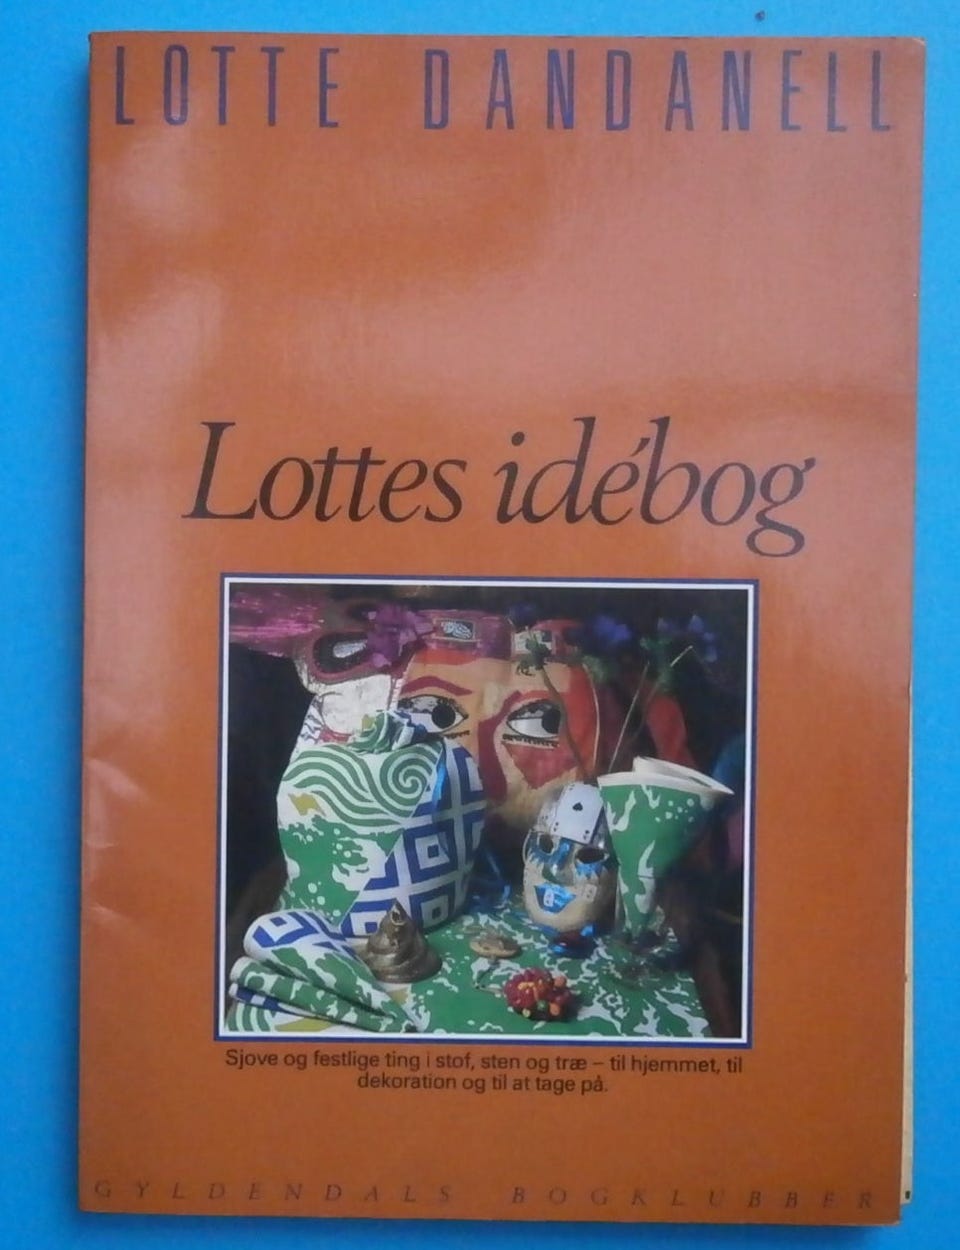 LOTTE DANDANELL
Lottes idébog
Sjove og festlige ting i stof, sten og træ – til hjemmet, til
dekoration og til at tage på.
GYLDENDALS BOGKLUBBER